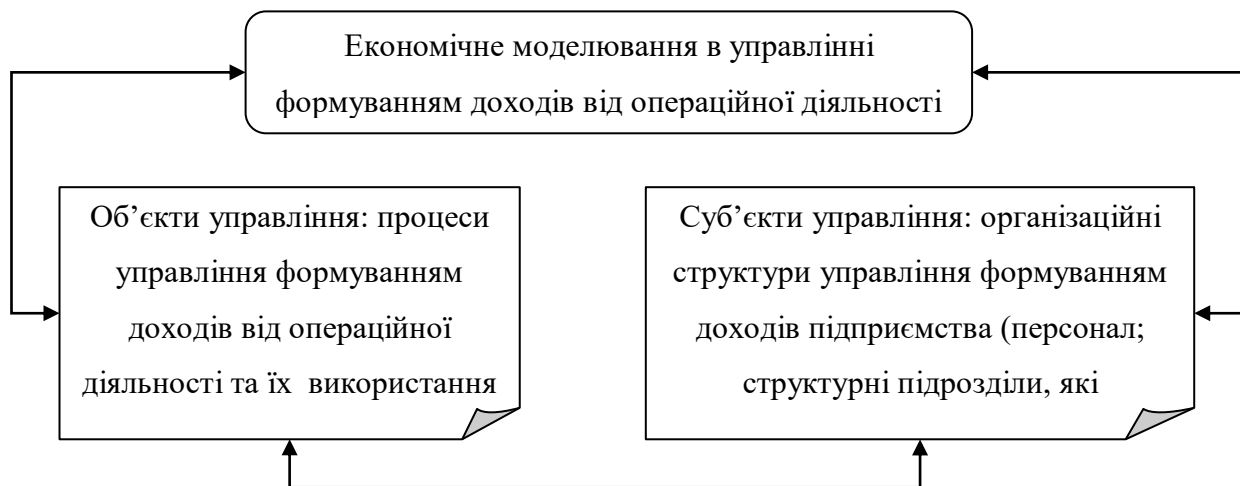 Економічне моделювання в управлінні
формуванням доходів від операційної діяльності
Об’єкти управління: процеси
управління формуванням
доходів від операційної
діяльності та їх використання
Суб’єкти управління: організаційні
структури управління формуванням
доходів підприємства (персонал;
структурні підрозділи, які